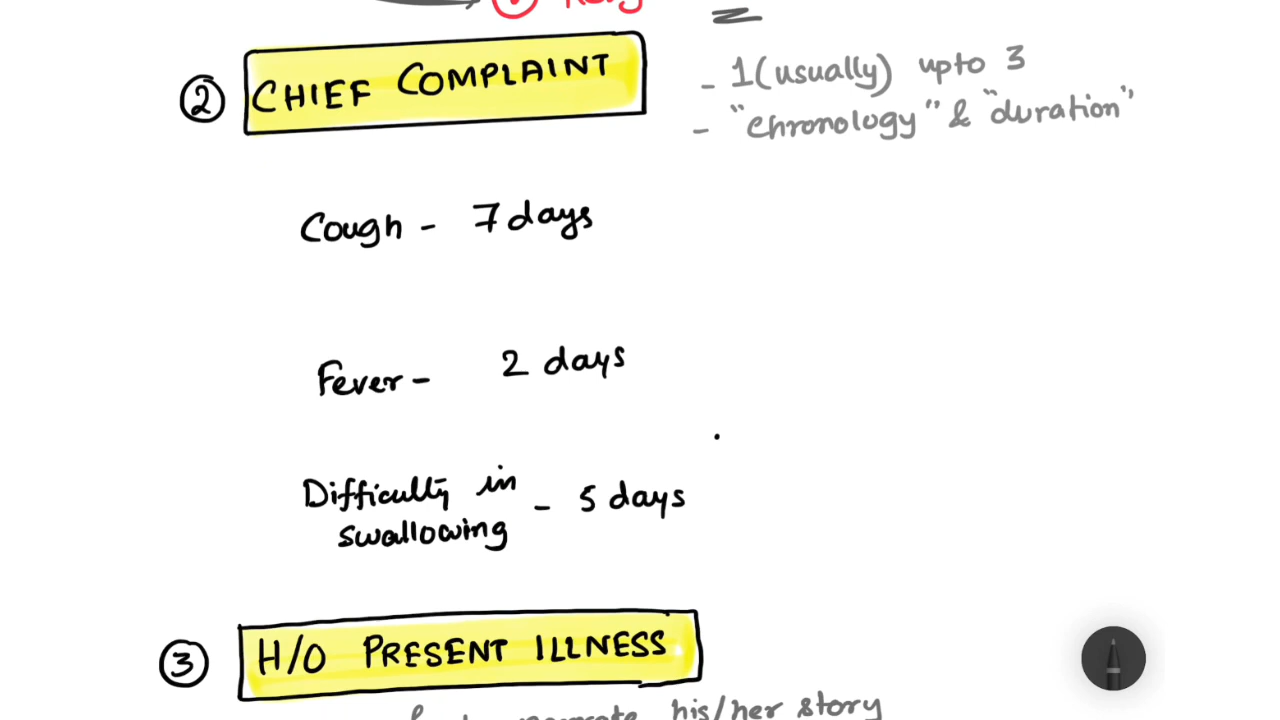 ② CHIEF COMPLAINT
- 1 (usually) upto 3
- "chronology" & "duration"
Cough - 7 days
Fever - 2 days
Difficulty in
swallowing - 5 days
③ H/O PRESENT ILLNESS
his/her story